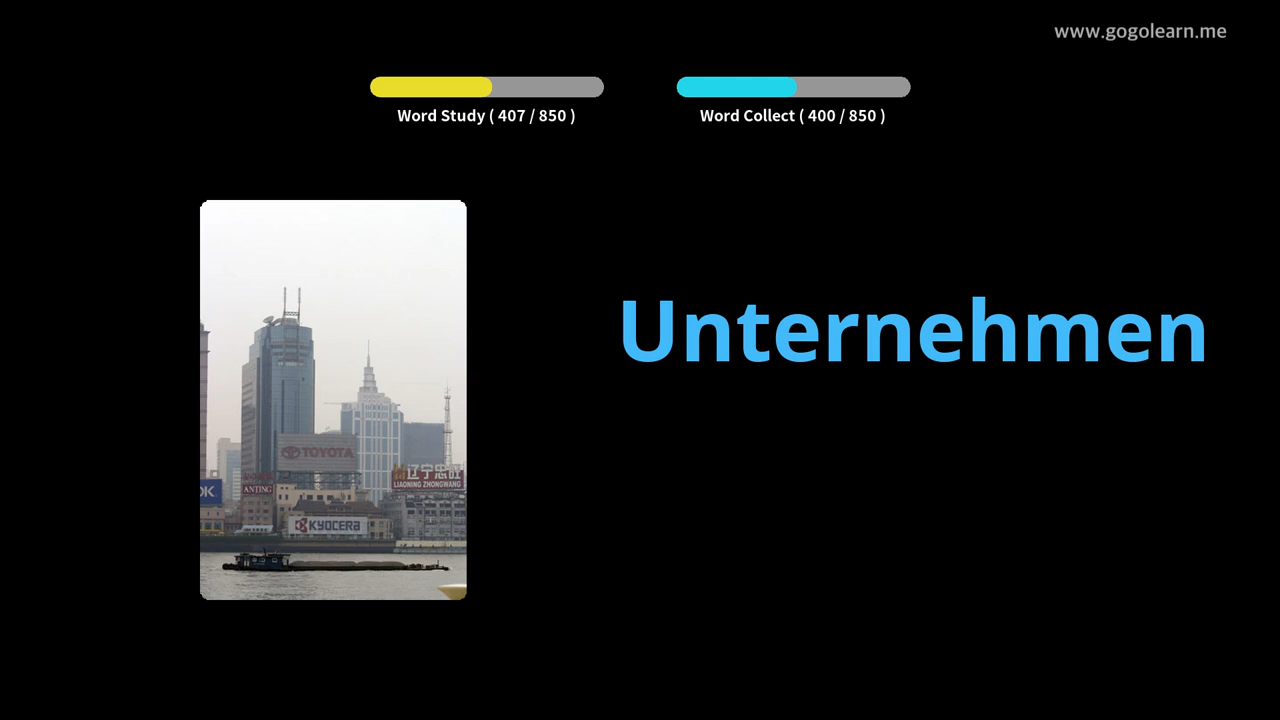 www.gogolearn.me
Word Study ( 407 / 850 )
Word Collect ( 400 / 850 )
Unternehmen
TOYOTA
辽宁忠旺
LIAONING ZHONGWANG
OK
ANTING
KYOCERA